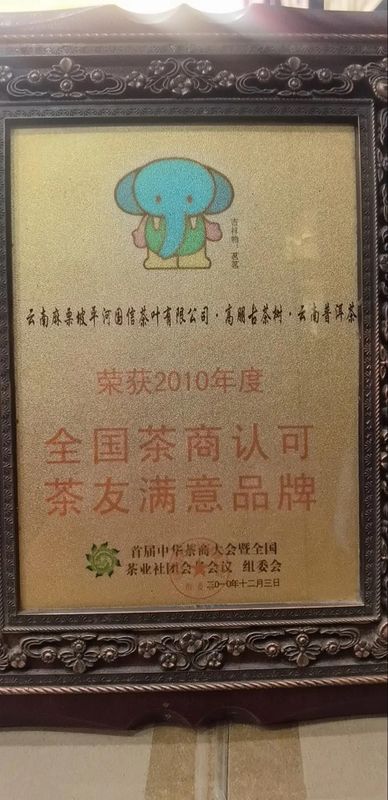 吉祥物：茗茗
云南麻栗坡平河国信茶叶有限公司·高朋古茶树·云南普洱茶
荣获2010年度
全国茶商认可
茶友满意品牌
首届中华茶商大会暨全国
茶业社团会长会议 组委会
二〇一〇年十二月三日